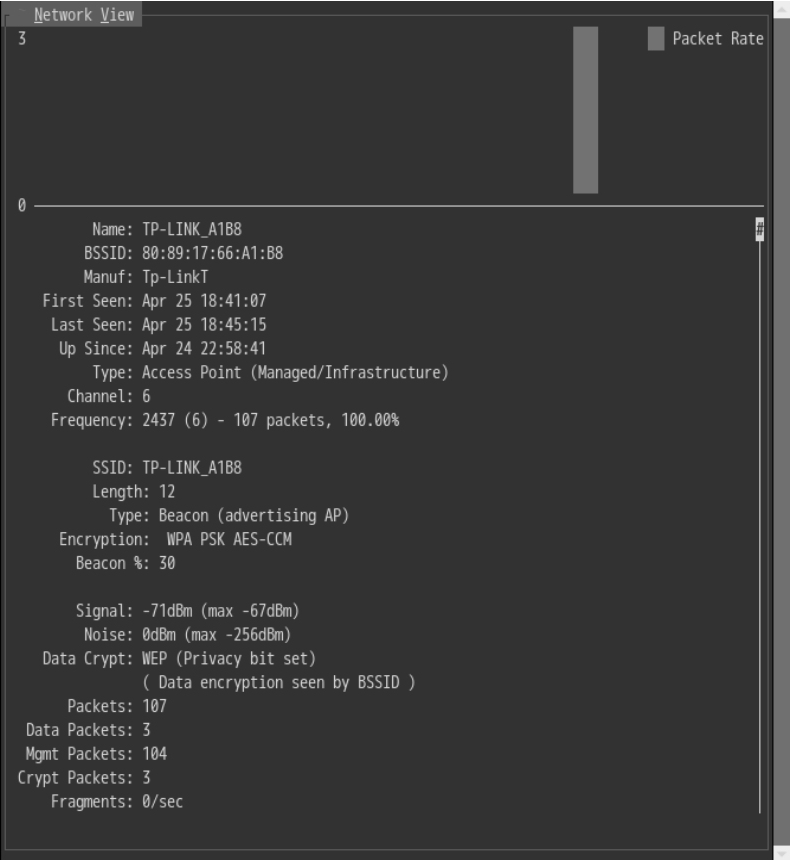 Network View
3
Packet Rate
0
Name: TP-LINK_A1B8
BSSID: 80:89:17:66:A1:B8
Manuf: Tp-LinkT
First Seen: Apr 25 18:41:07
Last Seen: Apr 25 18:45:15
Up Since: Apr 24 22:58:41
Type: Access Point (Managed/Infrastructure)
Channel: 6
Frequency: 2437 (6) - 107 packets, 100.00%
SSID: TP-LINK_A1B8
Length: 12
Type: Beacon (advertising AP)
Encryption:  WPA PSK AES-CCM
Beacon %: 30
Signal: -71dBm (max -67dBm)
Noise: 0dBm (max -256dBm)
Data Crypt: WEP (Privacy bit set)
( Data encryption seen by BSSID )
Packets: 107
Data Packets: 3
Mgmt Packets: 104
Crypt Packets: 3
Fragments: 0/sec